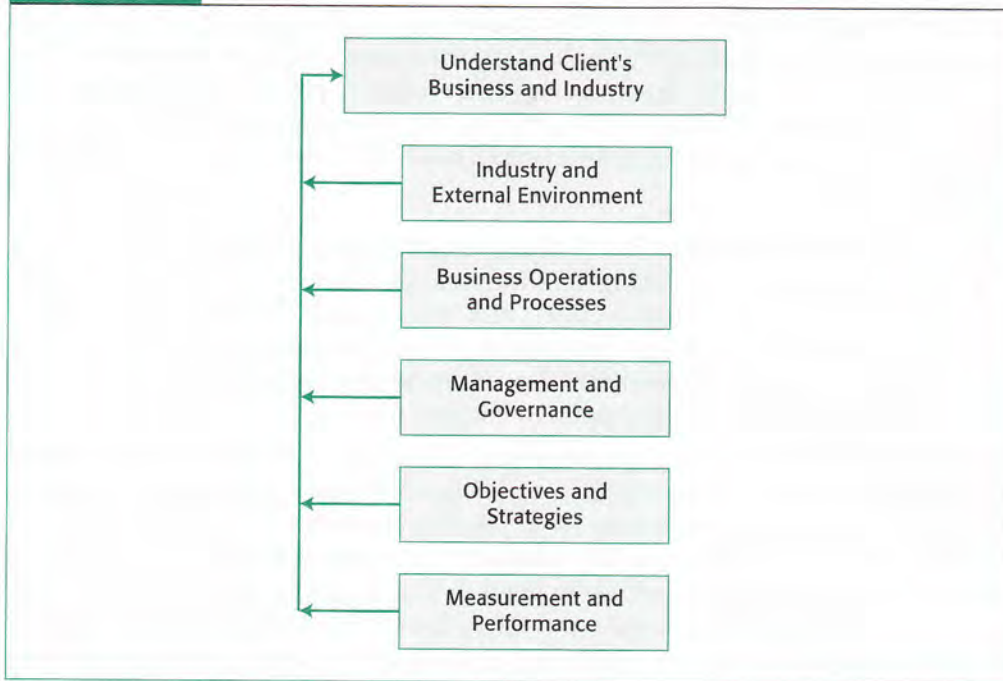 Understand Client's
Business and Industry
Industry and
External Environment
Business Operations
and Processes
Management and
Governance
Objectives and
Strategies
Measurement and
Performance